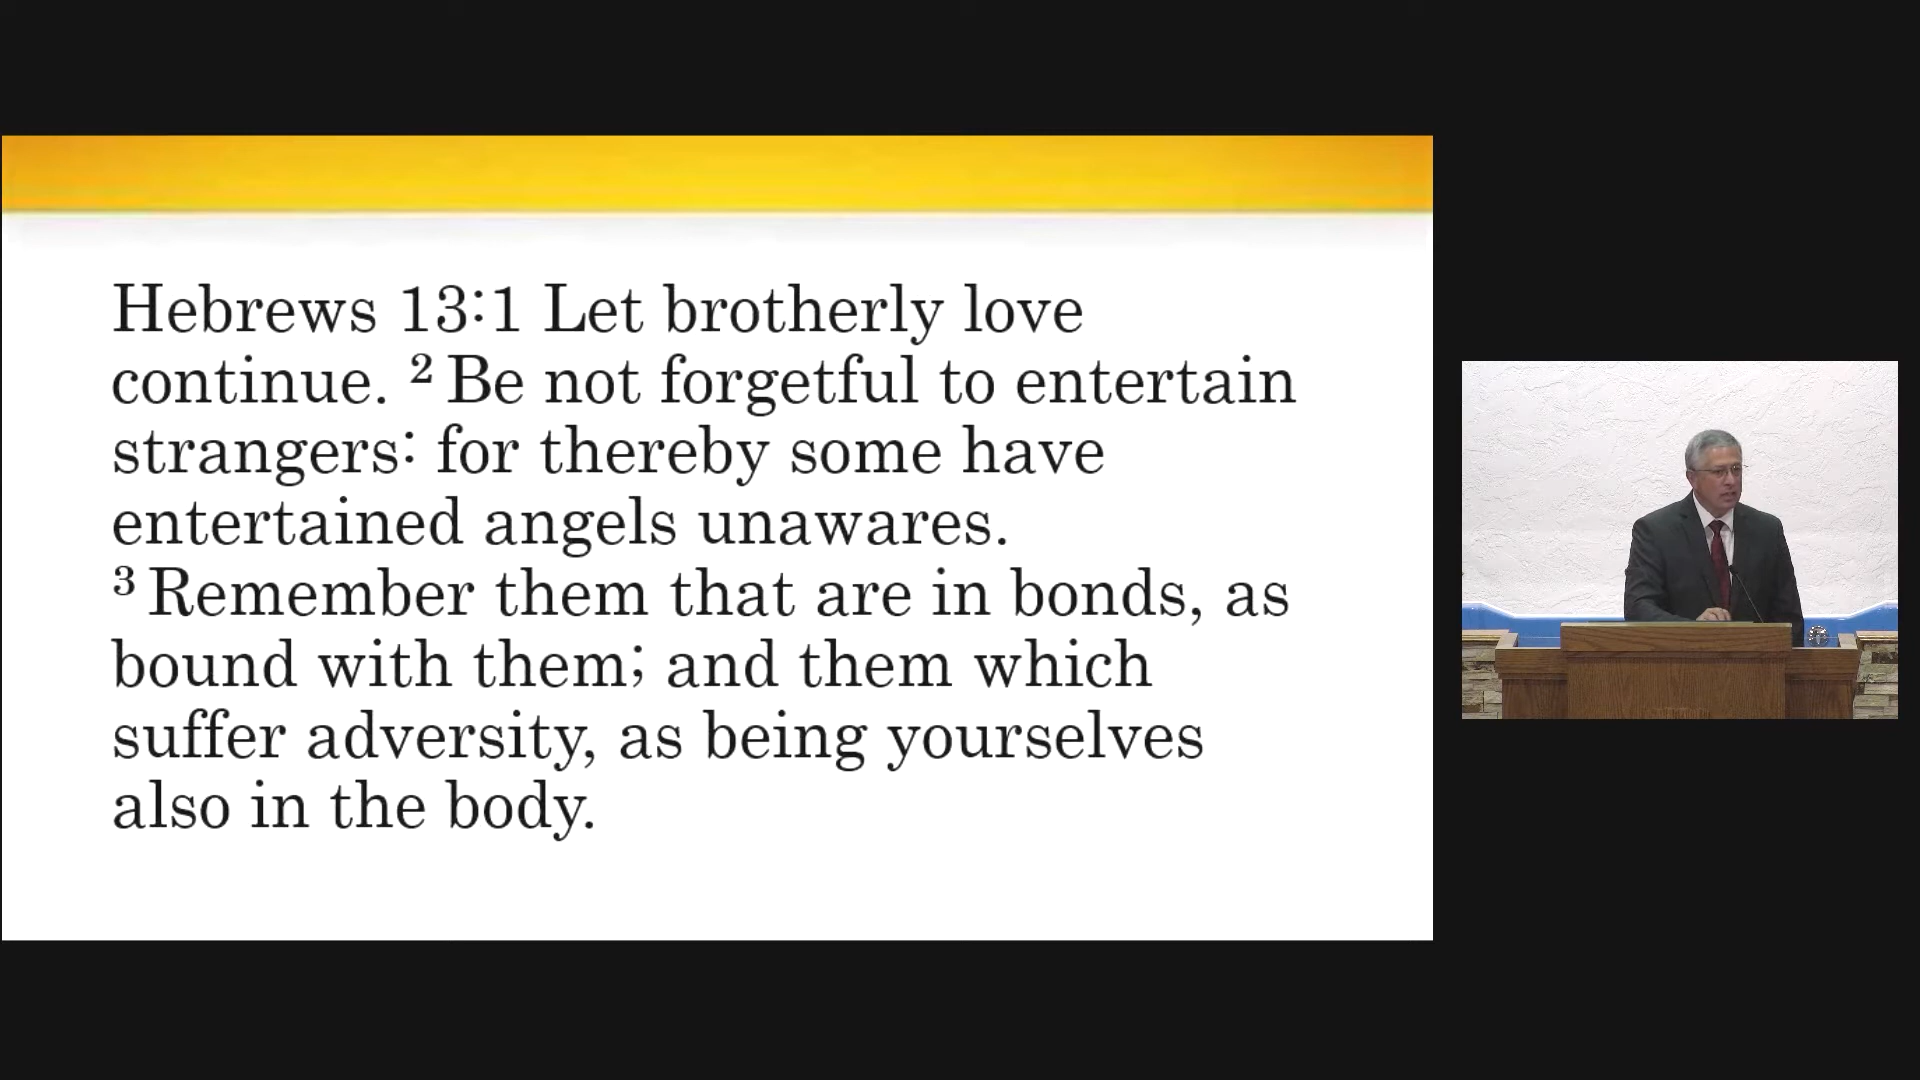 Hebrews 13:1 Let brotherly love
continue. ² Be not forgetful to entertain
strangers: for thereby some have
entertained angels unawares.
³ Remember them that are in bonds, as
bound with them; and them which
suffer adversity, as being yourselves
also in the body.